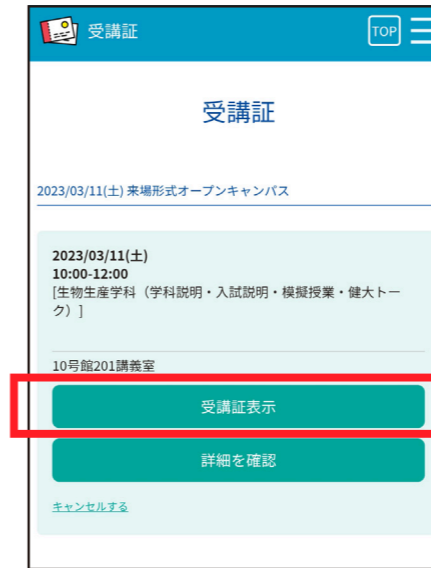 受講証
TOP
受講証
2023/03/11(土) 来場形式オープンキャンパス
2023/03/11(土)
10:00-12:00
[生物生産学科（学科説明・入試説明・模擬授業・健大トー
ク）]
10号館201講義室
受講証表示
詳細を確認
キャンセルする